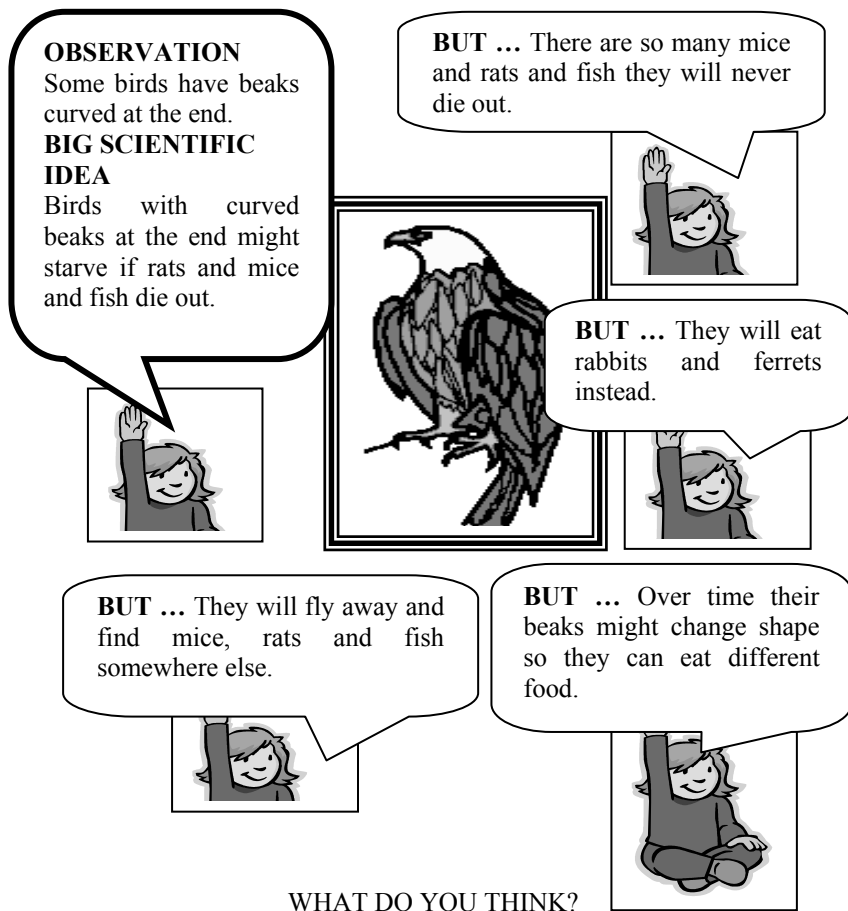 OBSERVATION
Some birds have beaks
curved at the end.
BIG SCIENTIFIC
IDEA
Birds with curved
beaks at the end might
starve if rats and mice
and fish die out.
BUT … There are so many mice
and rats and fish they will never
die out.
BUT … They will eat
rabbits and ferrets
instead.
BUT … They will fly away and
find mice, rats and fish
somewhere else.
BUT … Over time their
beaks might change shape
so they can eat different
food.
WHAT DO YOU THINK?